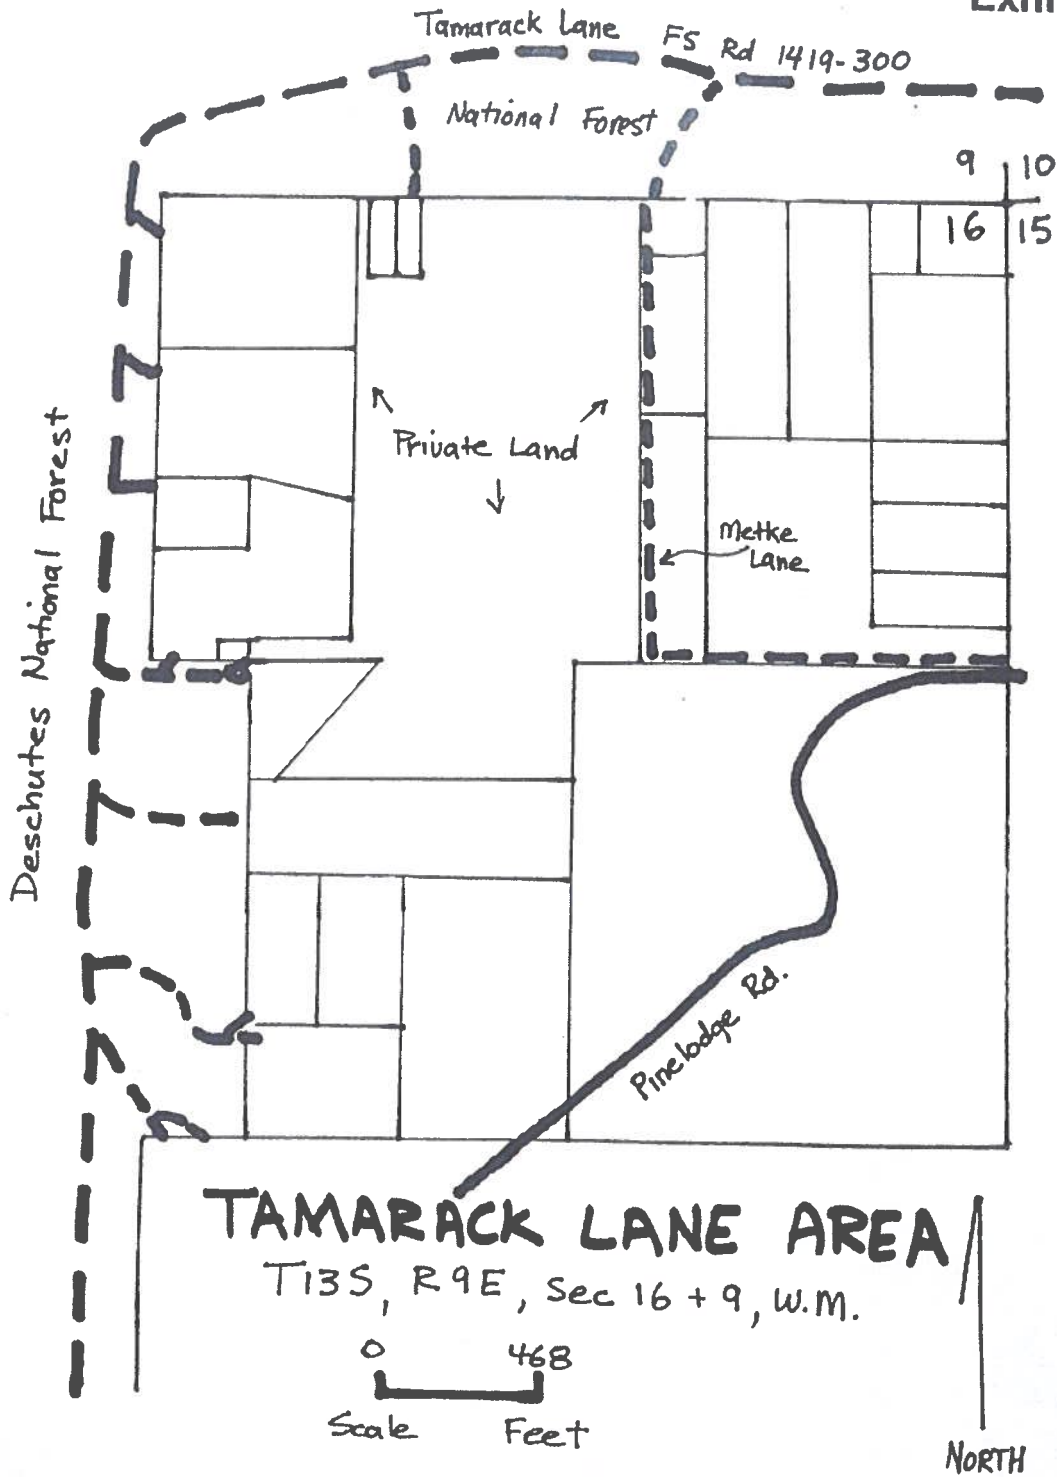 Tamarack Lane FS Rd 1419-300
National Forest
9 10
16 15
Private Land
Metke
Lane
Deschutes National Forest
Pinelodge Rd.
TAMARACK LANE AREA
T13S, R9E, Sec 16 + 9, W.M.
0 468
Scale Feet
NORTH